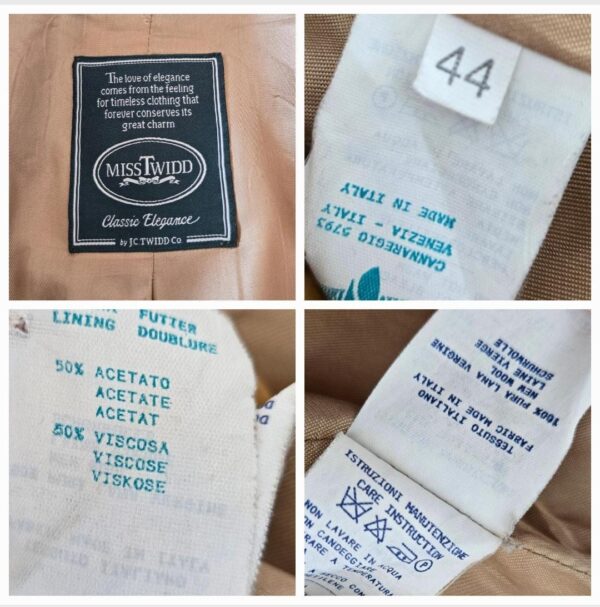 The love of elegance
comes from the feeling
for timeless clothing that
forever conserves its
great charm
MISS TWIDD
Classic Elegance
by JC TWIDD Co.
44
CANNAREGIO 5793
VENEZIA - ITALY
MADE IN ITALY
FUTTER
LINING DOUBLURE
50% ACETATO
ACETATE
ACETAT
50% VISCOSA
VISCOSE
VISKOSE
100% PURA LANA VERGINE
NEW WOOL
LAINE VIERGE
SCHURWOLLE
TESSUTO ITALIANO
FABRIC MADE IN ITALY
ISTRUZIONI MANUTENZIONE
CARE INSTRUCTION
P
NON LAVARE IN ACQUA
NON CANDEGGIARE
A TEMPERATURA